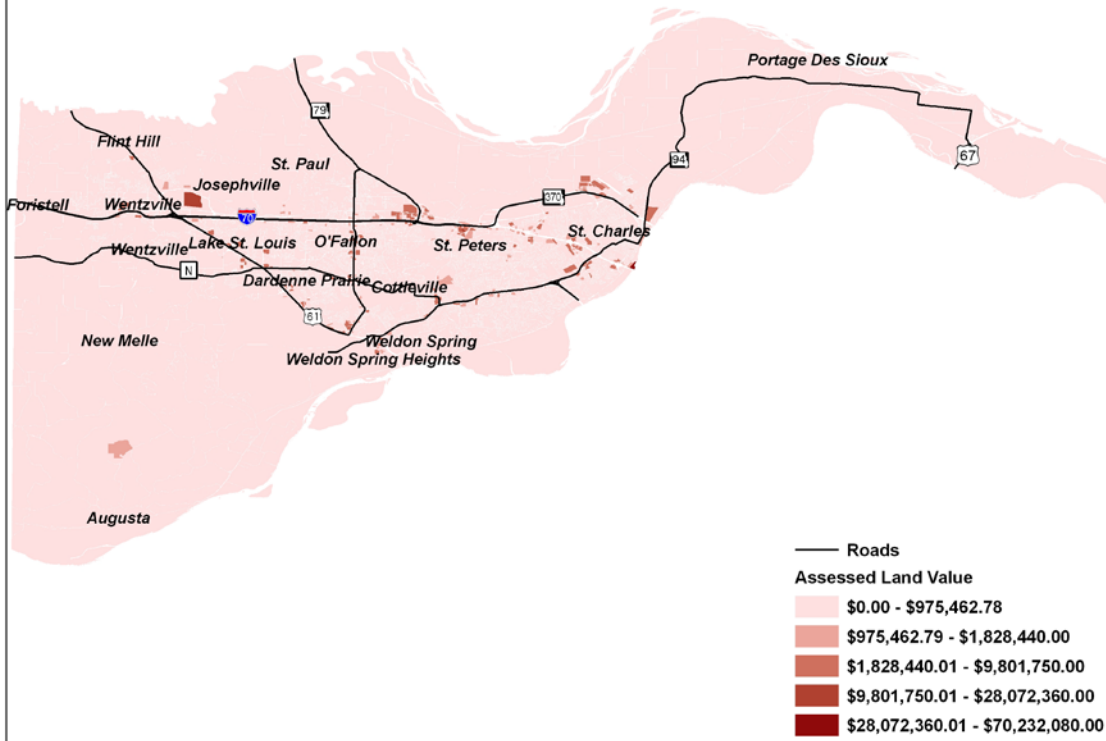 Portage Des Sioux
79
Flint Hill
St. Paul
94
67
Josephville
370
Foristell
Wentzville
70
St. Charles
Lake St. Louis
O'Fallon
St. Peters
Wentzville
N
Dardenne Prairie
Cottleville
61
New Melle
Weldon Spring
Weldon Spring Heights
Augusta
Roads
Assessed Land Value
$0.00 - $975,462.78
$975,462.79 - $1,828,440.00
$1,828,440.01 - $9,801,750.00
$9,801,750.01 - $28,072,360.00
$28,072,360.01 - $70,232,080.00